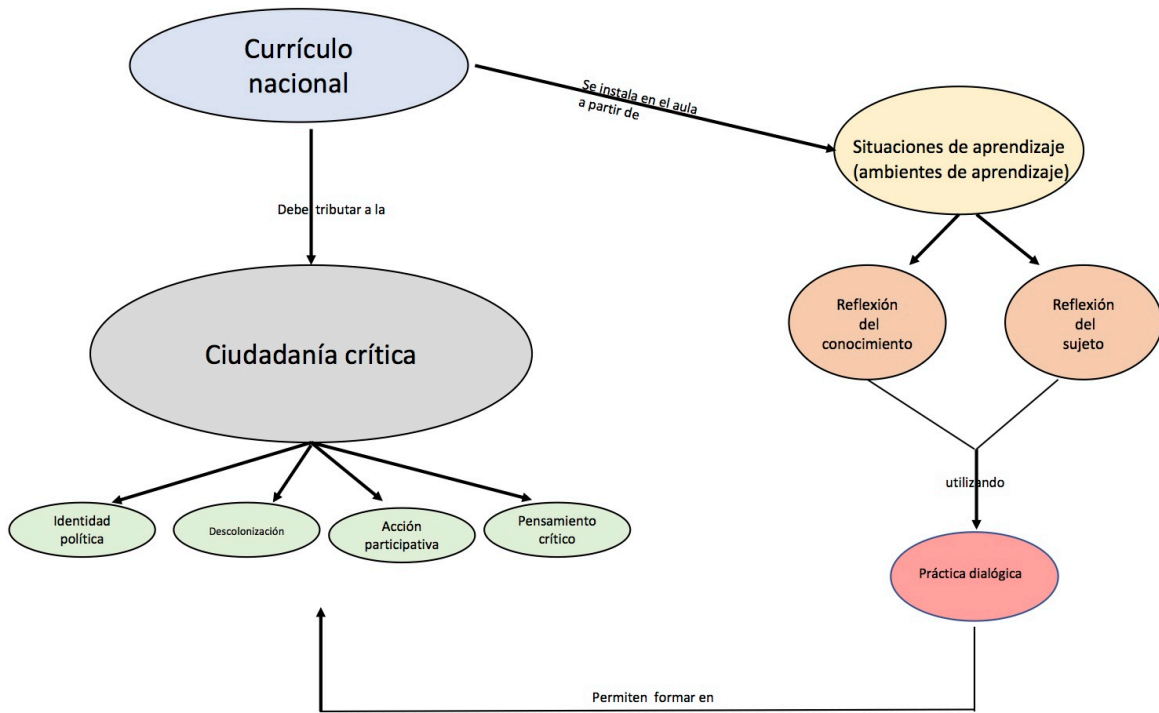 Currículo
nacional
Se instala en el aula
a partir de
Situaciones de aprendizaje
(ambientes de aprendizaje)
Debe tributar a la
Reflexión
del
conocimiento
Reflexión
del
sujeto
Ciudadanía crítica
utilizando
Identidad
política
Descolonización
Acción
participativa
Pensamiento
crítico
Práctica dialógica
Permiten formar en